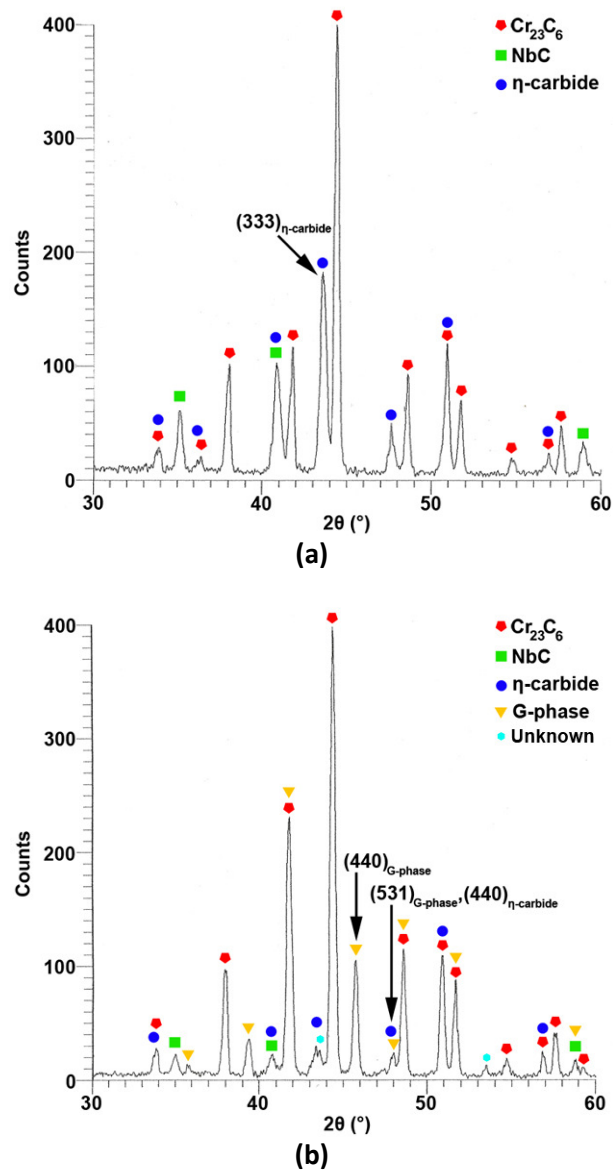 400
300
200
100
0
Counts
Cr23C6
NbC
η-carbide
(333)η-carbide
30
40
50
60
2θ (°)
(a)
400
300
200
100
0
Counts
Cr23C6
NbC
η-carbide
G-phase
Unknown
(440)G-phase
(531)G-phase,(440)η-carbide
30
40
50
60
2θ (°)
(b)